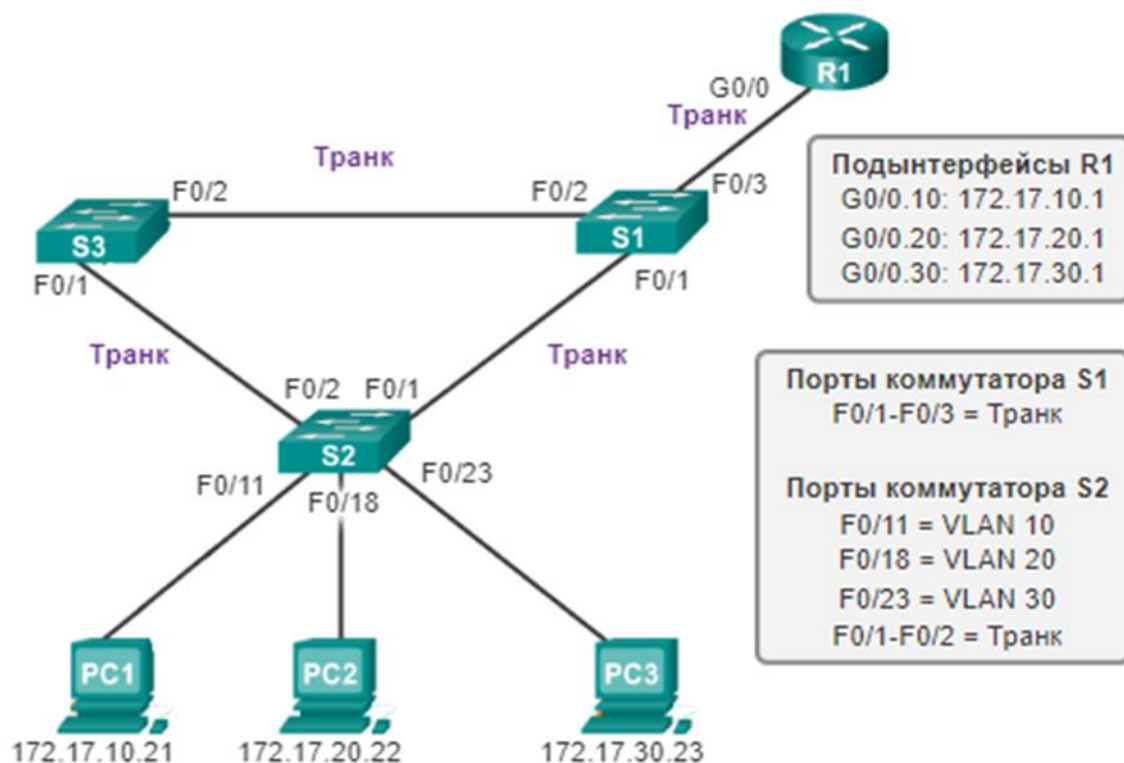 R1
G0/0
Транк
Транк
F0/2
F0/2
F0/3
S3
S1
F0/1
F0/1
Подынтерфейсы R1
G0/0.10: 172.17.10.1
G0/0.20: 172.17.20.1
G0/0.30: 172.17.30.1
Транк
Транк
F0/2
F0/1
S2
F0/11
F0/18
F0/23
Порты коммутатора S1
F0/1-F0/3 = Транк
Порты коммутатора S2
F0/11 = VLAN 10
F0/18 = VLAN 20
F0/23 = VLAN 30
F0/1-F0/2 = Транк
PC1
PC2
PC3
172.17.10.21
172.17.20.22
172.17.30.23